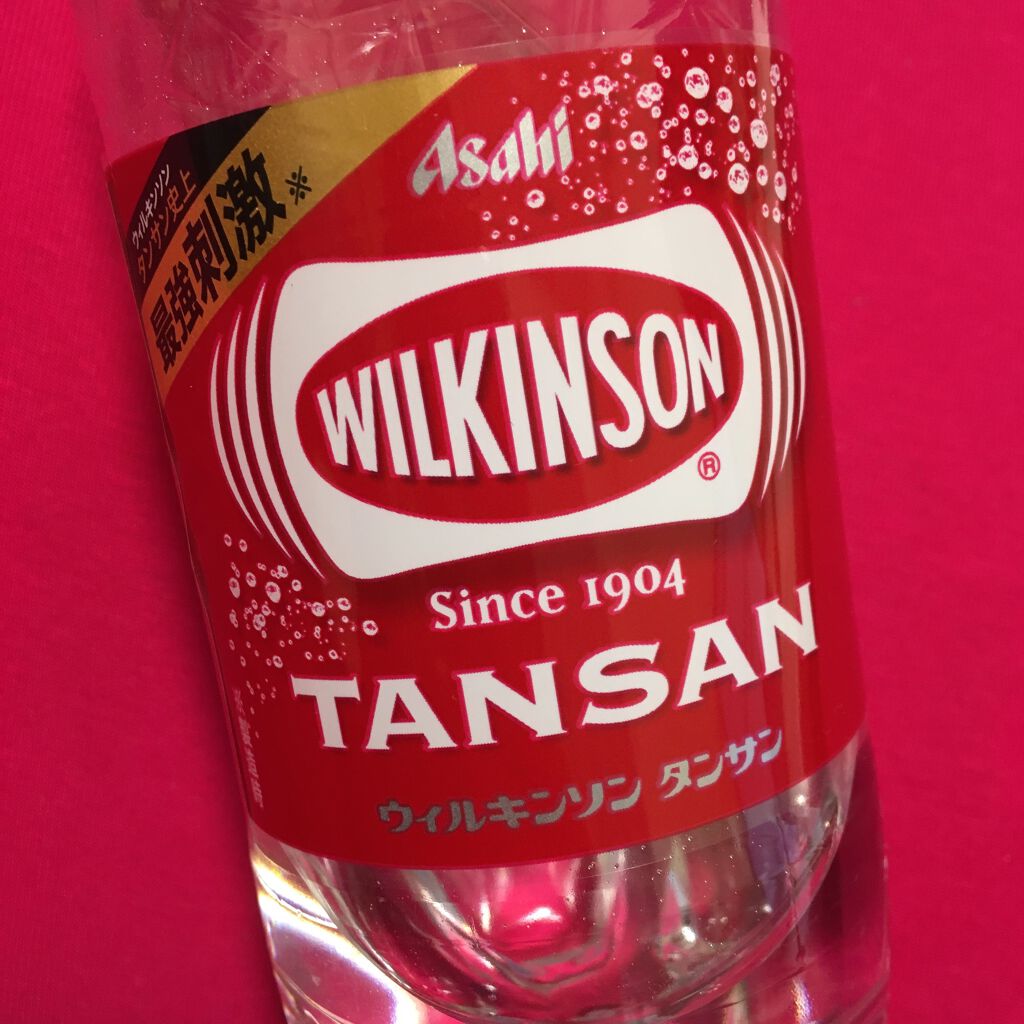 ウィルキンソン
タンサン史上
最強刺激※
Asahi
WILKINSON
®
Since 1904
TANSAN
ウィルキンソン タンサン